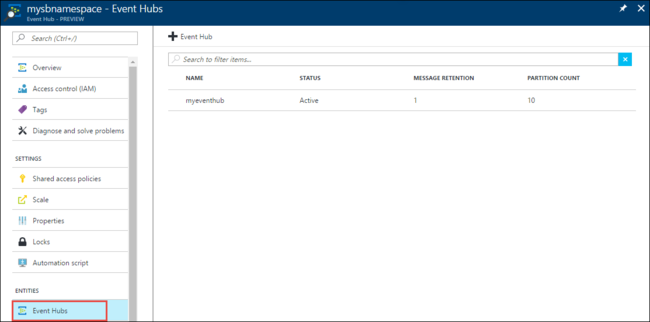 mysbnamespace - Event Hubs
Event Hub - PREVIEW
Search (Ctrl+/)
Overview
Access control (IAM)
Tags
Diagnose and solve problems
SETTINGS
Shared access policies
Scale
Properties
Locks
Automation script
ENTITIES
Event Hubs
Event Hub
Search to filter items...
NAME STATUS MESSAGE RETENTION PARTITION COUNT
myeventhub Active 1 10